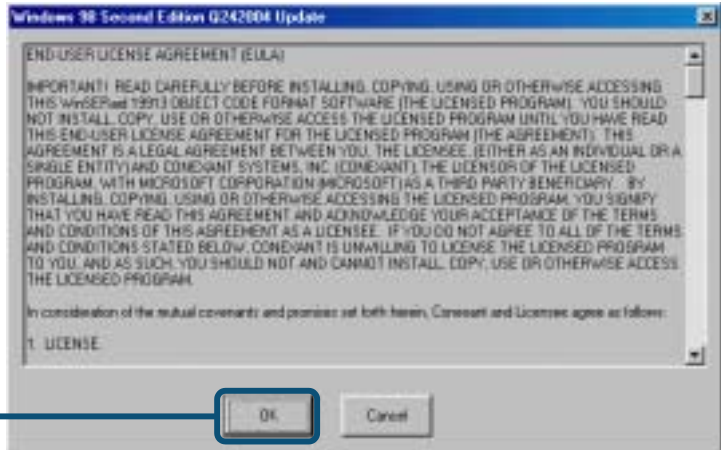 Windows 98 Second Edition Q242004 Update
END-USER LICENSE AGREEMENT (EULA)
IMPORTANT! READ CAREFULLY BEFORE INSTALLING, COPYING, USING OR OTHERWISE ACCESSING
THIS 19913 OBJECT CODE FORMAT SOFTWARE (THE LICENSED PROGRAM). YOU SHOULD
NOT INSTALL, COPY, USE OR OTHERWISE ACCESS THE LICENSED PROGRAM UNTIL YOU HAVE READ
THIS END-USER LICENSE AGREEMENT FOR THE LICENSED PROGRAM (THE AGREEMENT). THIS
AGREEMENT IS A LEGAL AGREEMENT BETWEEN YOU, THE LICENSEE, (EITHER AS AN INDIVIDUAL OR A
SINGLE ENTITY) AND CONEXANT SYSTEMS, INC. (CONEXANT), THE LICENSOR OF THE LICENSED
PROGRAM, WITH MICROSOFT CORPORATION (MICROSOFT) AS A THIRD PARTY BENEFICIARY. BY
INSTALLING, COPYING, USING OR OTHERWISE ACCESSING THE LICENSED PROGRAM, YOU SIGNIFY
THAT YOU HAVE READ THIS AGREEMENT AND ACKNOWLEDGE YOUR ACCEPTANCE OF THE TERMS
AND CONDITIONS OF THIS AGREEMENT AS A LICENSEE. IF YOU DO NOT AGREE TO ALL OF THE TERMS
AND CONDITIONS STATED BELOW, CONEXANT IS UNWILLING TO LICENSE THE LICENSED PROGRAM
TO YOU, AND AS SUCH, YOU SHOULD NOT AND CANNOT INSTALL, COPY, USE OR OTHERWISE ACCESS
THE LICENSED PROGRAM.
In consideration of the mutual covenants and promises set forth herein, Conexant and Licensee agree as follows:
1. LICENSE.
OK
Cancel